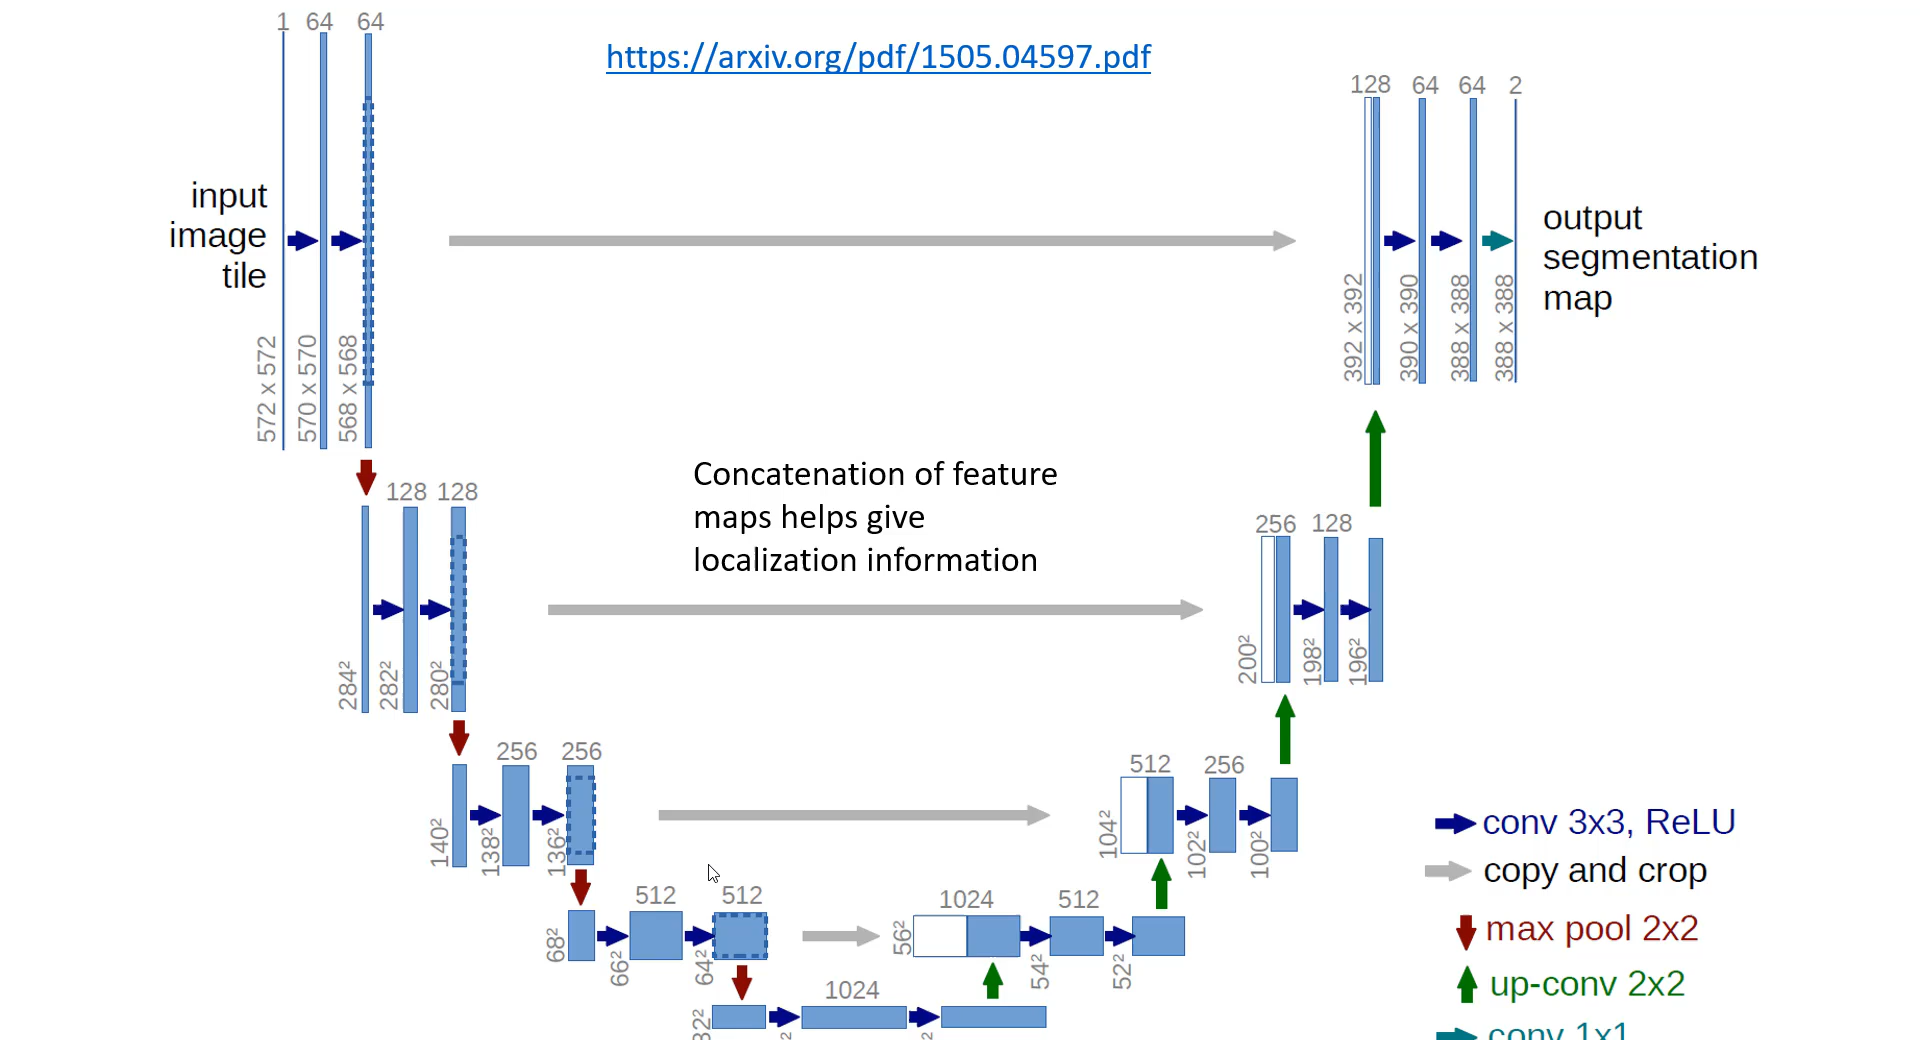 1 64 64
https://arxiv.org/pdf/1505.04597.pdf
128 64 64 2
input
image
tile
572 x 572
570 x 570
568 x 568
392 x 392
390 x 390
388 x 388
388 x 388
output
segmentation
map
128 128
Concatenation of feature
maps helps give
localization information
256 128
284²
282²
280²
200²
198²
196²
256 256
512 256
140²
138²
136²
104²
102²
100²
conv 3x3, ReLU
copy and crop
max pool 2x2
up-conv 2x2
conv 1x1
512 512
1024 512
68²
66²
64²
56²
54²
52²
1024
32²